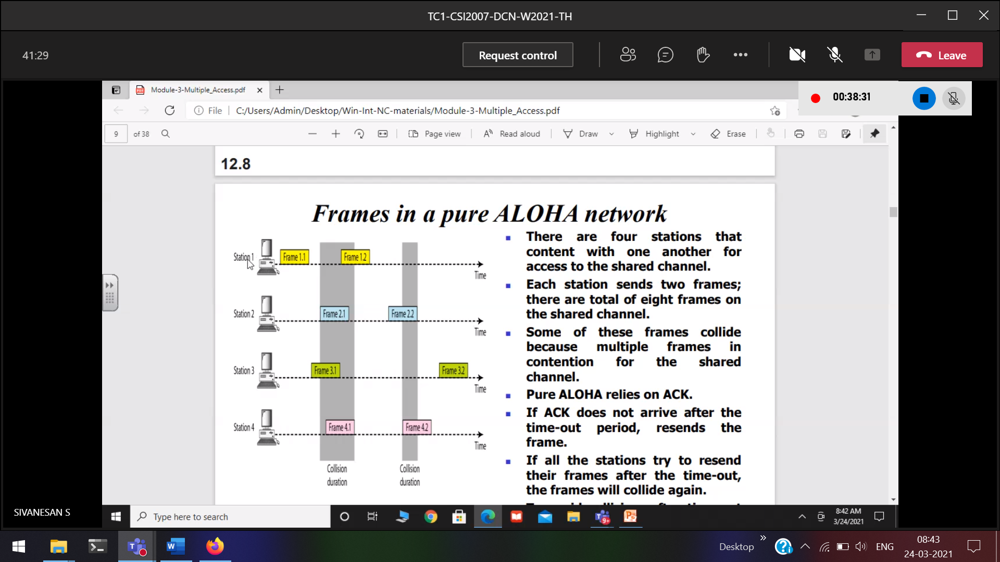 TC1-CSI2007-DCN-W2021-TH
41:29
Request control
Leave
Module-3-Multiple_Access.pdf
00:38:31
File
C:/Users/Admin/Desktop/Win-Int-NC-materials/Module-3-Multiple_Access.pdf
9 of 38
Page view
Read aloud
Draw
Highlight
Erase
12.8
Frames in a pure ALOHA network
Station 1
Frame 1.1
Frame 1.2
Time
Station 2
Frame 2.1
Frame 2.2
Time
Station 3
Frame 3.1
Frame 3.2
Time
Station 4
Frame 4.1
Frame 4.2
Time
Collision
duration
Collision
duration
There are four stations that
content with one another for
access to the shared channel.
Each station sends two frames;
there are total of eight frames on
the shared channel.
Some of these frames collide
because multiple frames in
contention for the shared
channel.
Pure ALOHA relies on ACK.
If ACK does not arrive after the
time-out period, resends the
frame.
If all the stations try to resend
their frames after the time-out,
the frames will collide again.
SIVANESAN S
Type here to search
9+
8:42 AM
3/24/2021
Desktop
ENG
08:43
24-03-2021